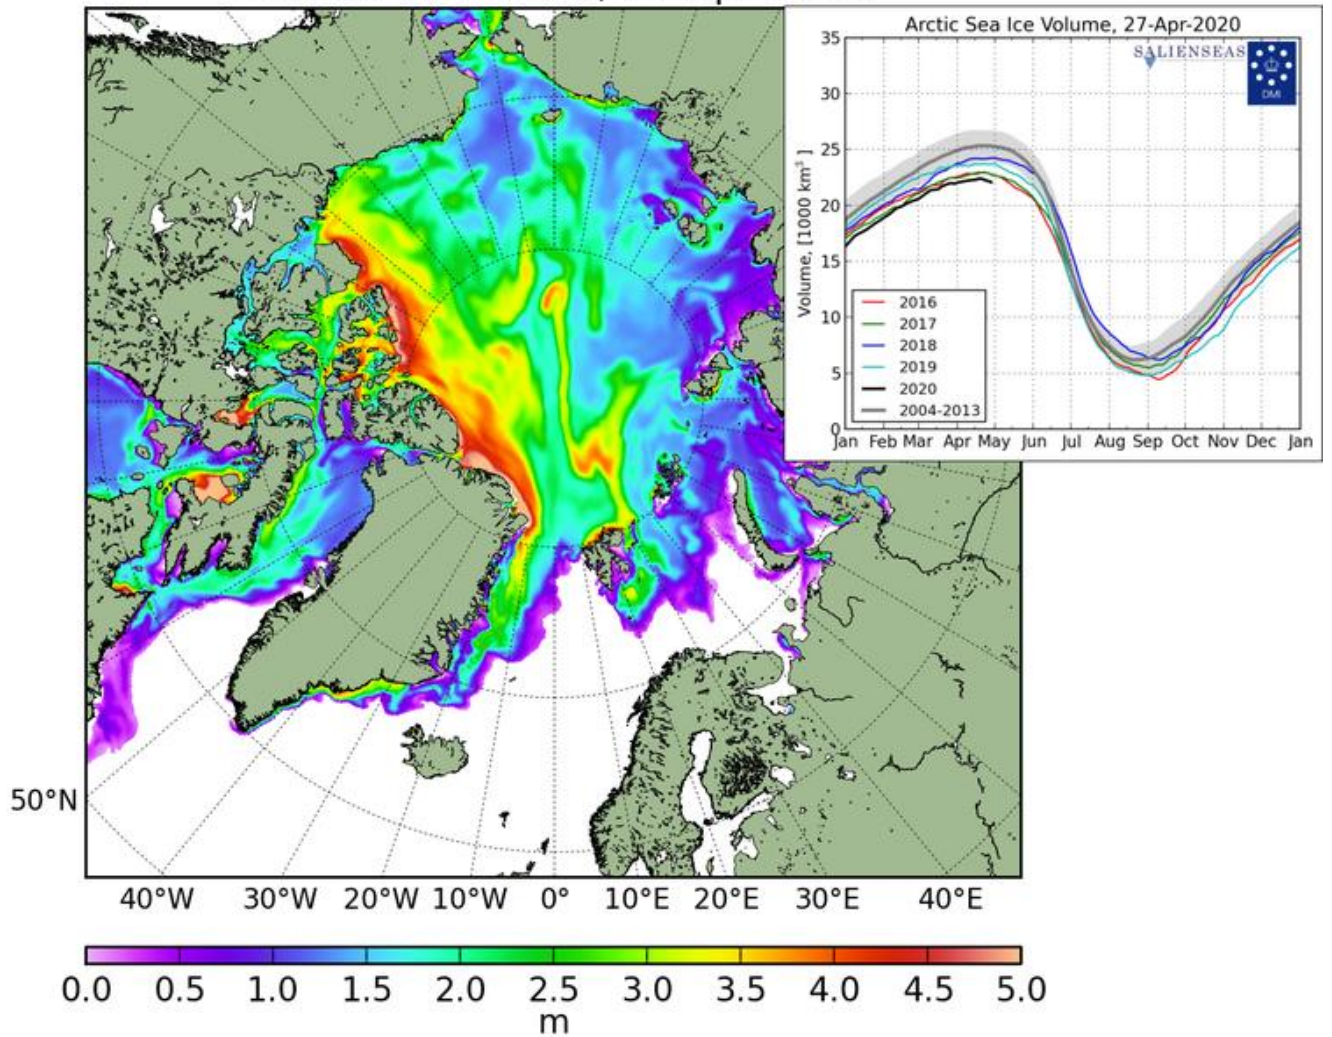 Arctic Sea Ice Volume, 27-Apr-2020
SALIENSEAS
DMI
Volume, [1000 km³ ]
35
30
25
20
15
10
5
0
2016
2017
2018
2019
2020
2004-2013
Jan Feb Mar Apr May Jun Jul Aug Sep Oct Nov Dec Jan
50°N
40°W 30°W 20°W 10°W 0° 10°E 20°E 30°E 40°E
0.0 0.5 1.0 1.5 2.0 2.5 3.0 3.5 4.0 4.5 5.0
m